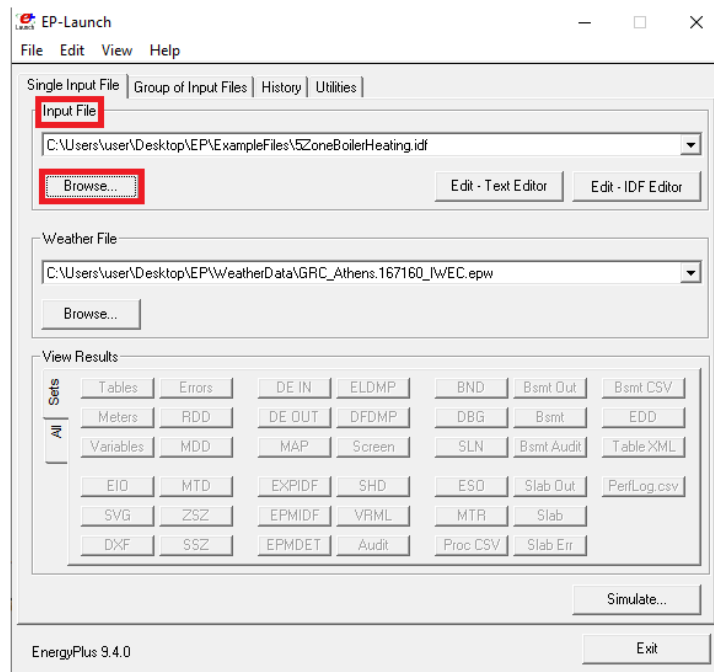 EP-Launch
File Edit View Help
Single Input File Group of Input Files History Utilities
Input File
C:\Users\user\Desktop\EP\ExampleFiles\5ZoneBoilerHeating.idf
Browse... Edit - Text Editor Edit - IDF Editor
Weather File
C:\Users\user\Desktop\EP\WeatherData\GRC_Athens.167160_IWEC.epw
Browse...
View Results
Sets
All
Tables Errors DE IN ELDMP BND Bsmt Out Bsmt CSV
Meters RDD DE OUT DFDMP DBG Bsmt EDD
Variables MDD MAP Screen SLN Bsmt Audit Table XML
EIO MTD EXPIDF SHD ESO Slab Out PerfLog.csv
SVG ZSZ EPMIDF VRML MTR Slab
DXF SSZ EPMDET Audit Proc CSV Slab Err
Simulate...
EnergyPlus 9.4.0 Exit